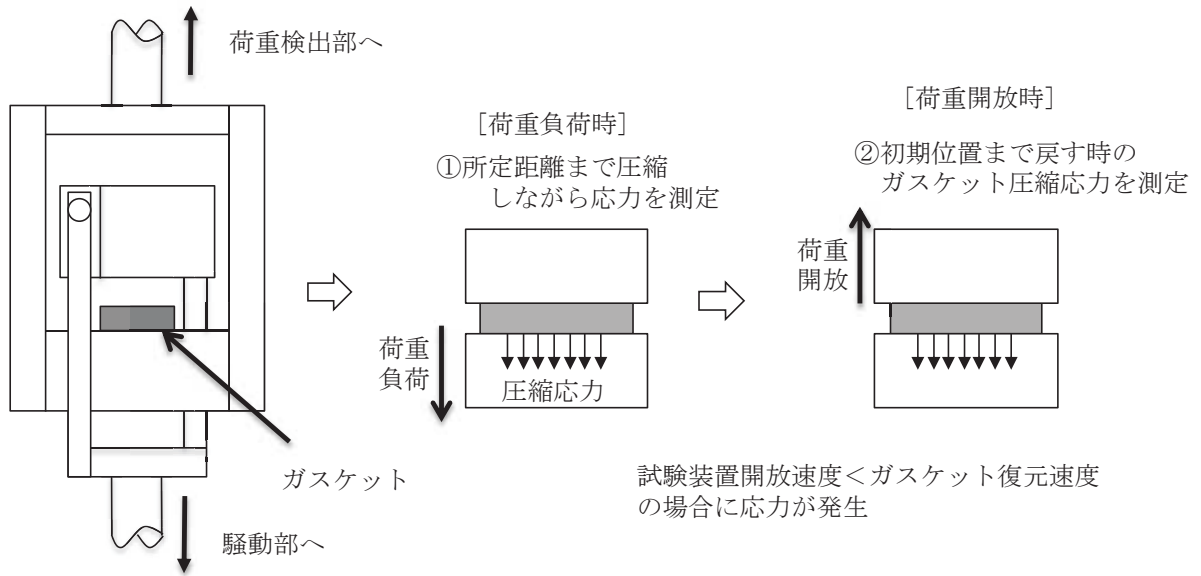 荷重検出部へ
ガスケット
騒動部へ
[荷重負荷時]
①所定距離まで圧縮
しながら応力を測定
荷重
負荷
圧縮応力
[荷重開放時]
②初期位置まで戻す時の
ガスケット圧縮応力を測定
荷重
開放
試験装置開放速度<ガスケット復元速度
の場合に応力が発生